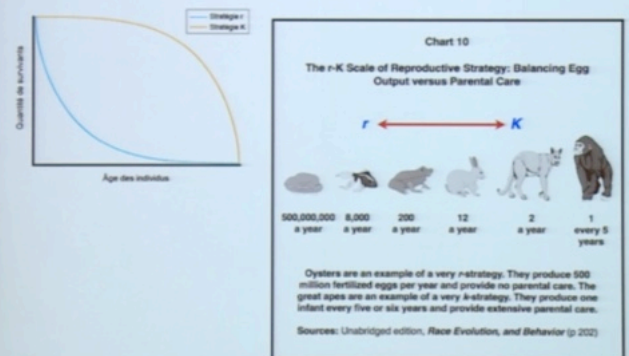 Stratégie r
Stratégie K
Quantité de survivants
Âge des individus
Chart 10
The r-K Scale of Reproductive Strategy: Balancing Egg
Output versus Parental Care
r
K
500,000,000 8,000 200 12 2 1
a year a year a year a year a year every 5
years
Oysters are an example of a very r-strategy. They produce 500
million fertilized eggs per year and provide no parental care. The
great apes are an example of a very k-strategy. They produce one
infant every five or six years and provide extensive parental care.
Sources: Unabridged edition, Race Evolution, and Behavior (p 202)